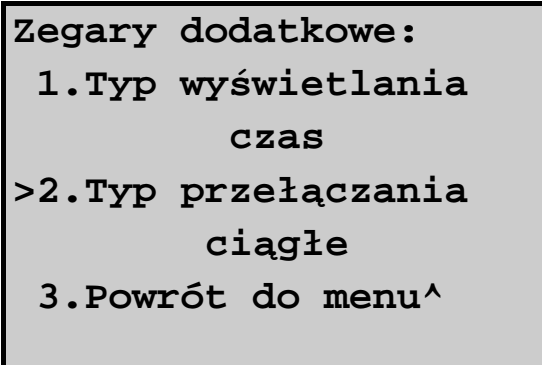 Zegary dodatkowe:
1.Typ wyświetlania
czas
>2.Typ przełączania
ciągłe
3.Powrót do menu^